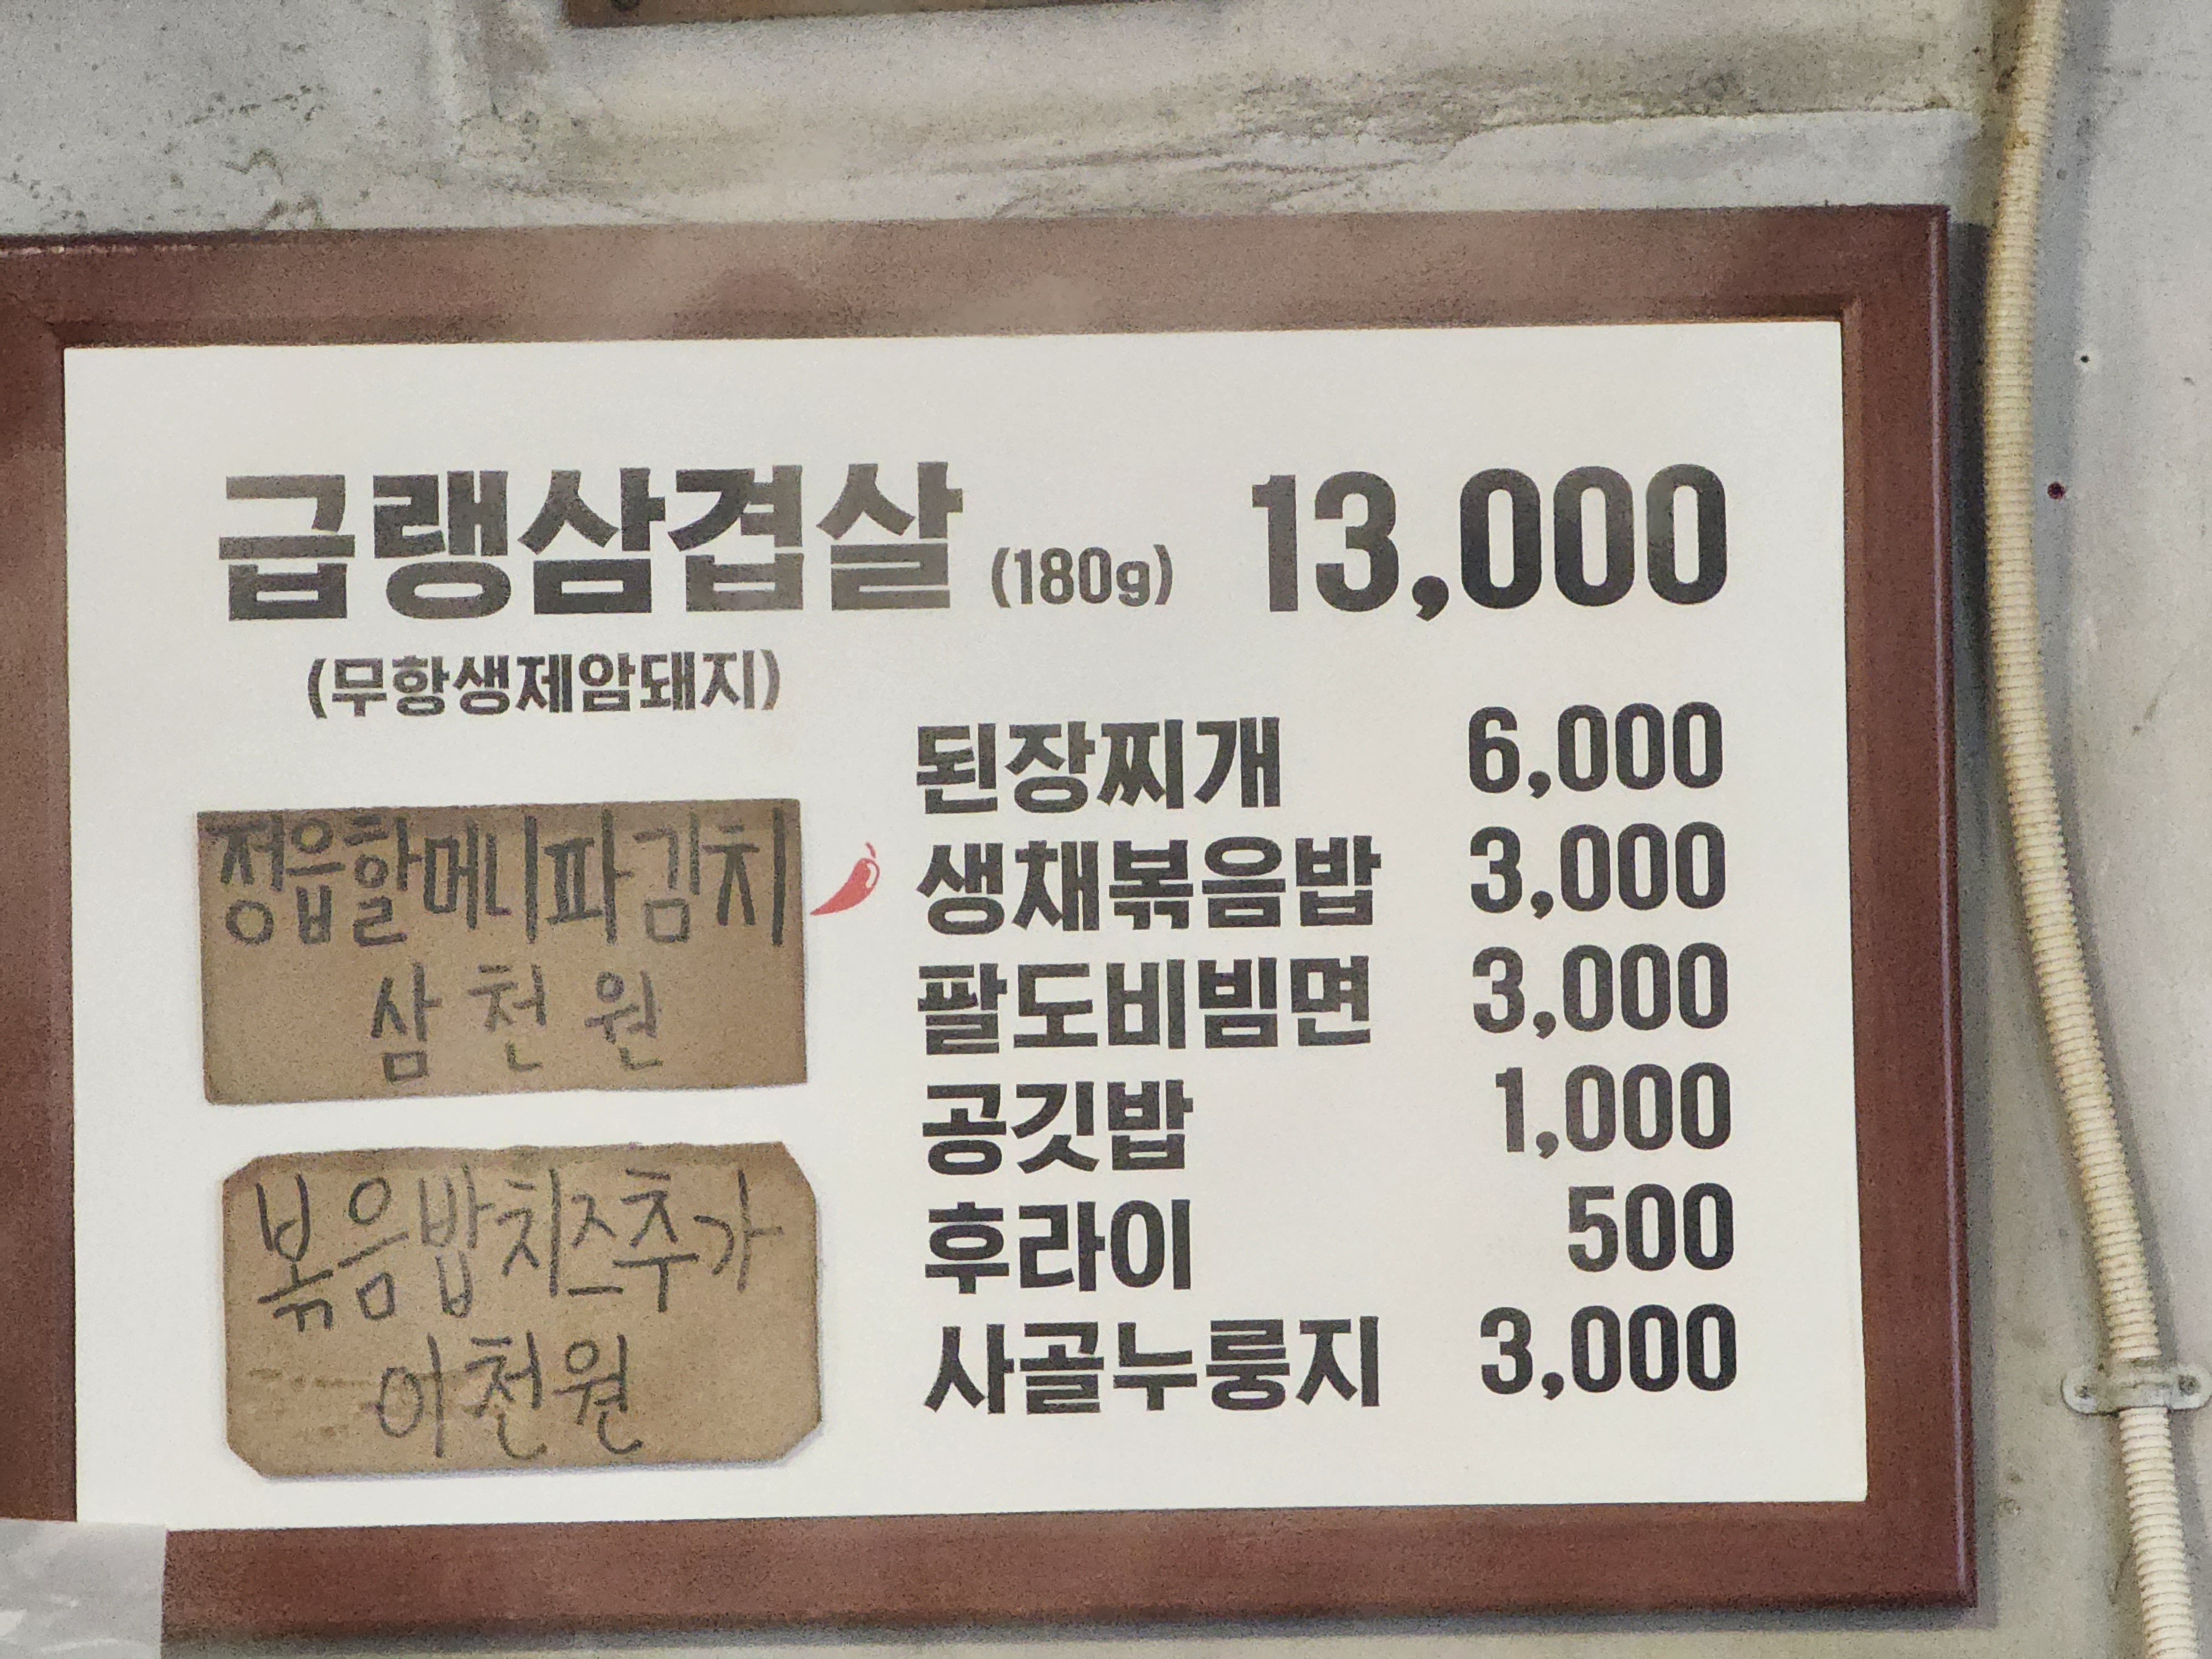 급랭삼겹살 (180g) 13,000
(무항생제암돼지)
정읍할머니파김치
삼천원
볶음밥치즈추가
이천원
된장찌개 6,000
생채볶음밥 3,000
팔도비빔면 3,000
공깃밥 1,000
후라이 500
사골누룽지 3,000